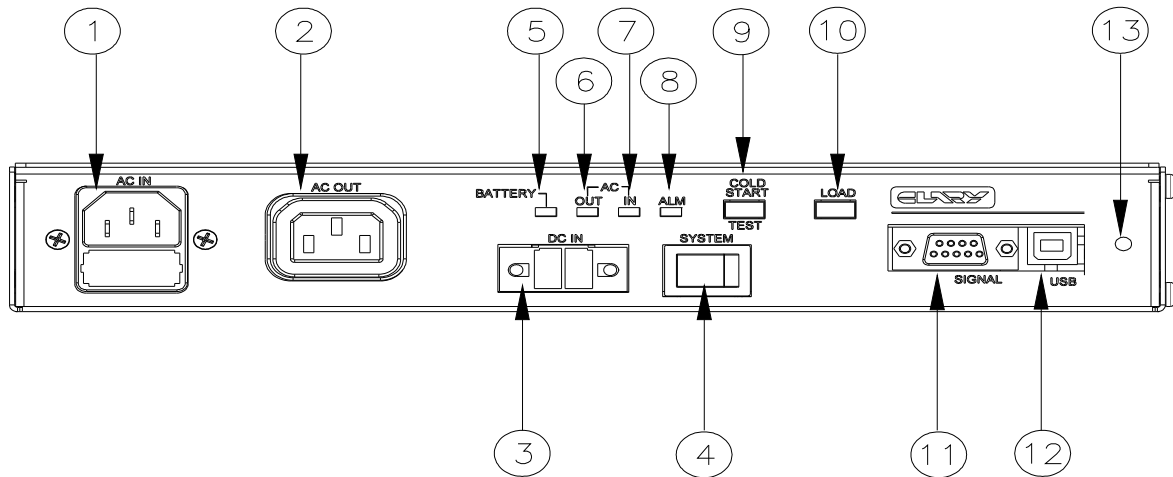 1
2
5
6
7
8
9
10
13
AC IN
AC OUT
BATTERY
OUT
AC
IN
ALM
COLD
START
TEST
LOAD
CLARY
DC IN
SYSTEM
SIGNAL
USB
3
4
11
12